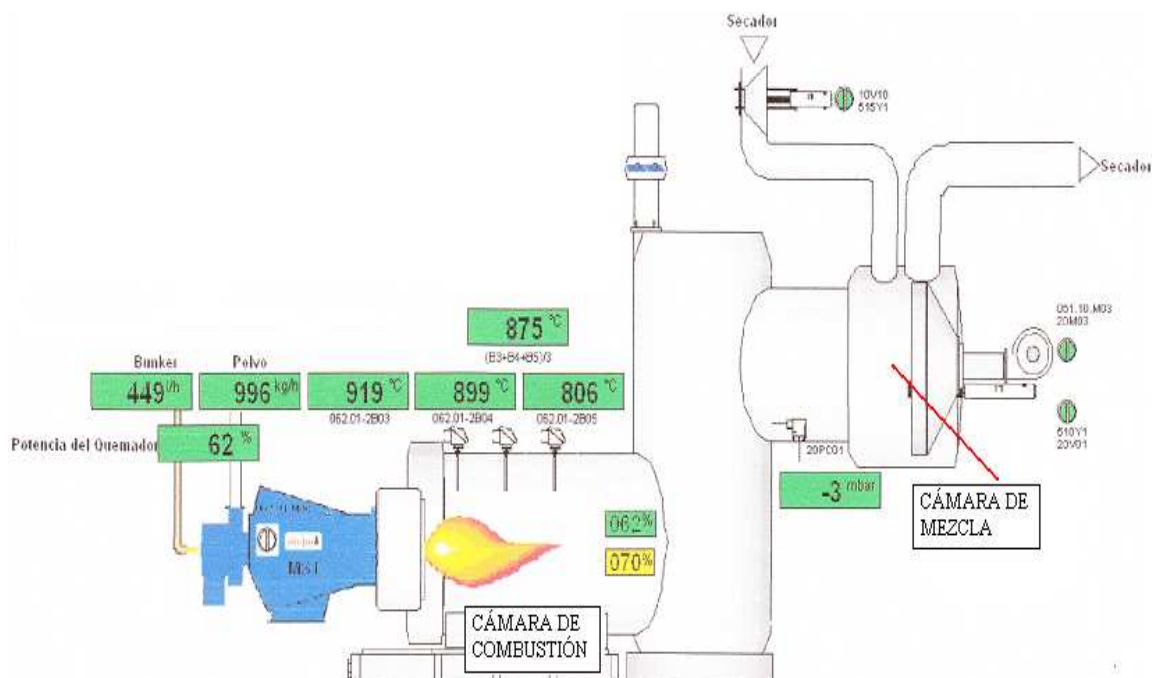 Secador
10V10
515Y1
Secador
051.10.M03
20M03
875 °C
(B3+B4+B5)/3
Bunker
Polvo
449 l/h
996 kg/h
919 °C
899 °C
806 °C
062.01-2B03
062.01-2B04
062.01-2B05
Potencia del Quemador
62 %
510Y1
20V01
20PC01
-3 mbar
CÁMARA DE
MEZCLA
062%
070%
CÁMARA DE
COMBUSTIÓN